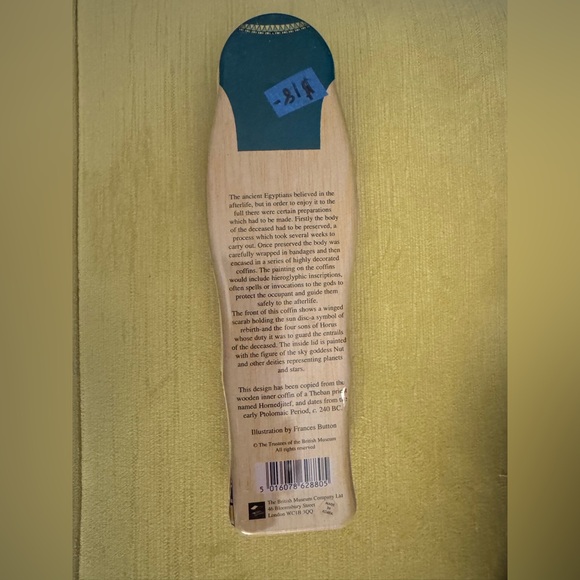 $18-
The ancient Egyptians believed in the
afterlife, but in order to enjoy it to the
full there were certain preparations
which had to be made. Firstly the body
of the deceased had to be preserved, a
process which took several weeks to
carry out. Once preserved the body was
carefully wrapped in bandages and then
encased in a series of highly decorated
coffins. The painting on the coffins
would include hieroglyphic inscriptions,
often spells or invocations to the gods to
protect the occupant and guide them
safely to the afterlife.
The front of this coffin shows a winged
scarab holding the sun disc-a symbol of
rebirth-and the four sons of Horus
whose duty it was to guard the entrails
of the deceased. The inside lid is painted
with the figure of the sky goddess Nut
and other deities representing planets
and stars.
This design has been copied from the
wooden inner coffin of a Theban priest
named Hornedjitef, and dates from the
early Ptolomaic Period, c. 240 BC.
Illustration by Frances Button
© The Trustees of the British Museum
All rights reserved
5 016078 628805
The British Museum Company Ltd
46 Bloomsbury Street
London WC1B 3QQ